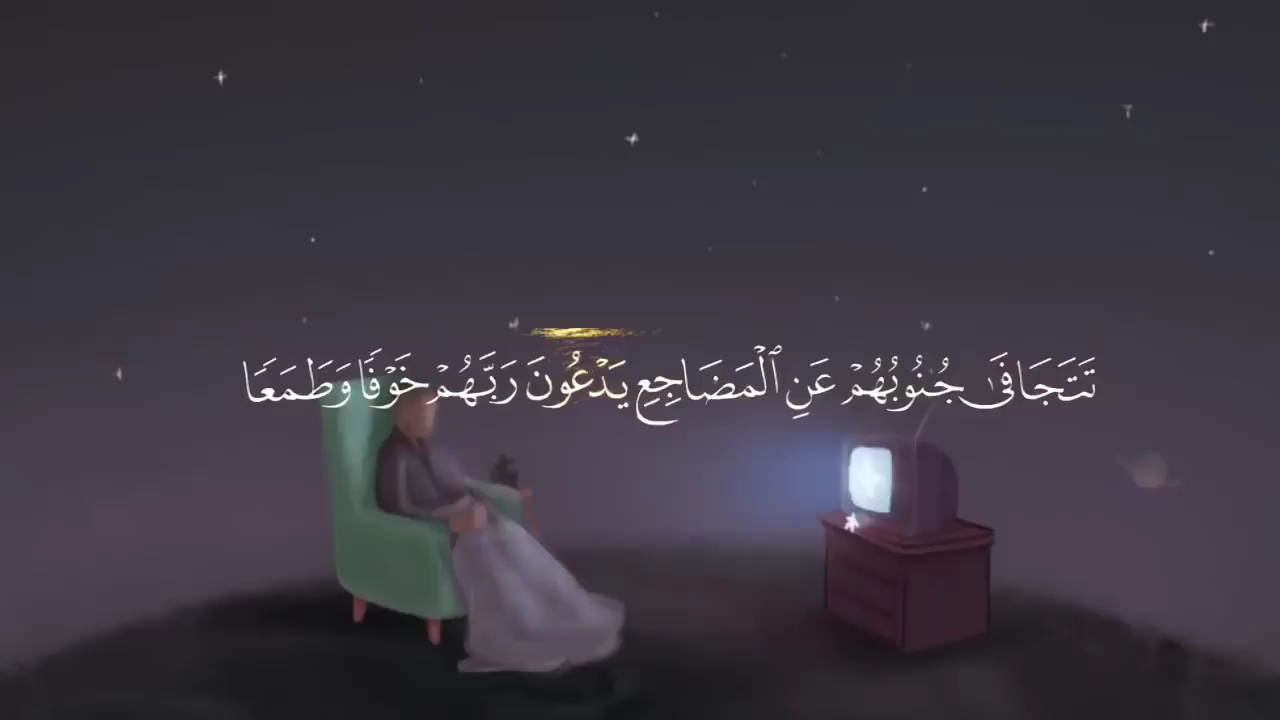 تَتَجَافَىٰ جُنُوبُهُمْ عَنِ ٱلْمَضَاجِعِ يَدْعُونَ رَبَّهُمْ خَوْفًا وَطَمَعًا